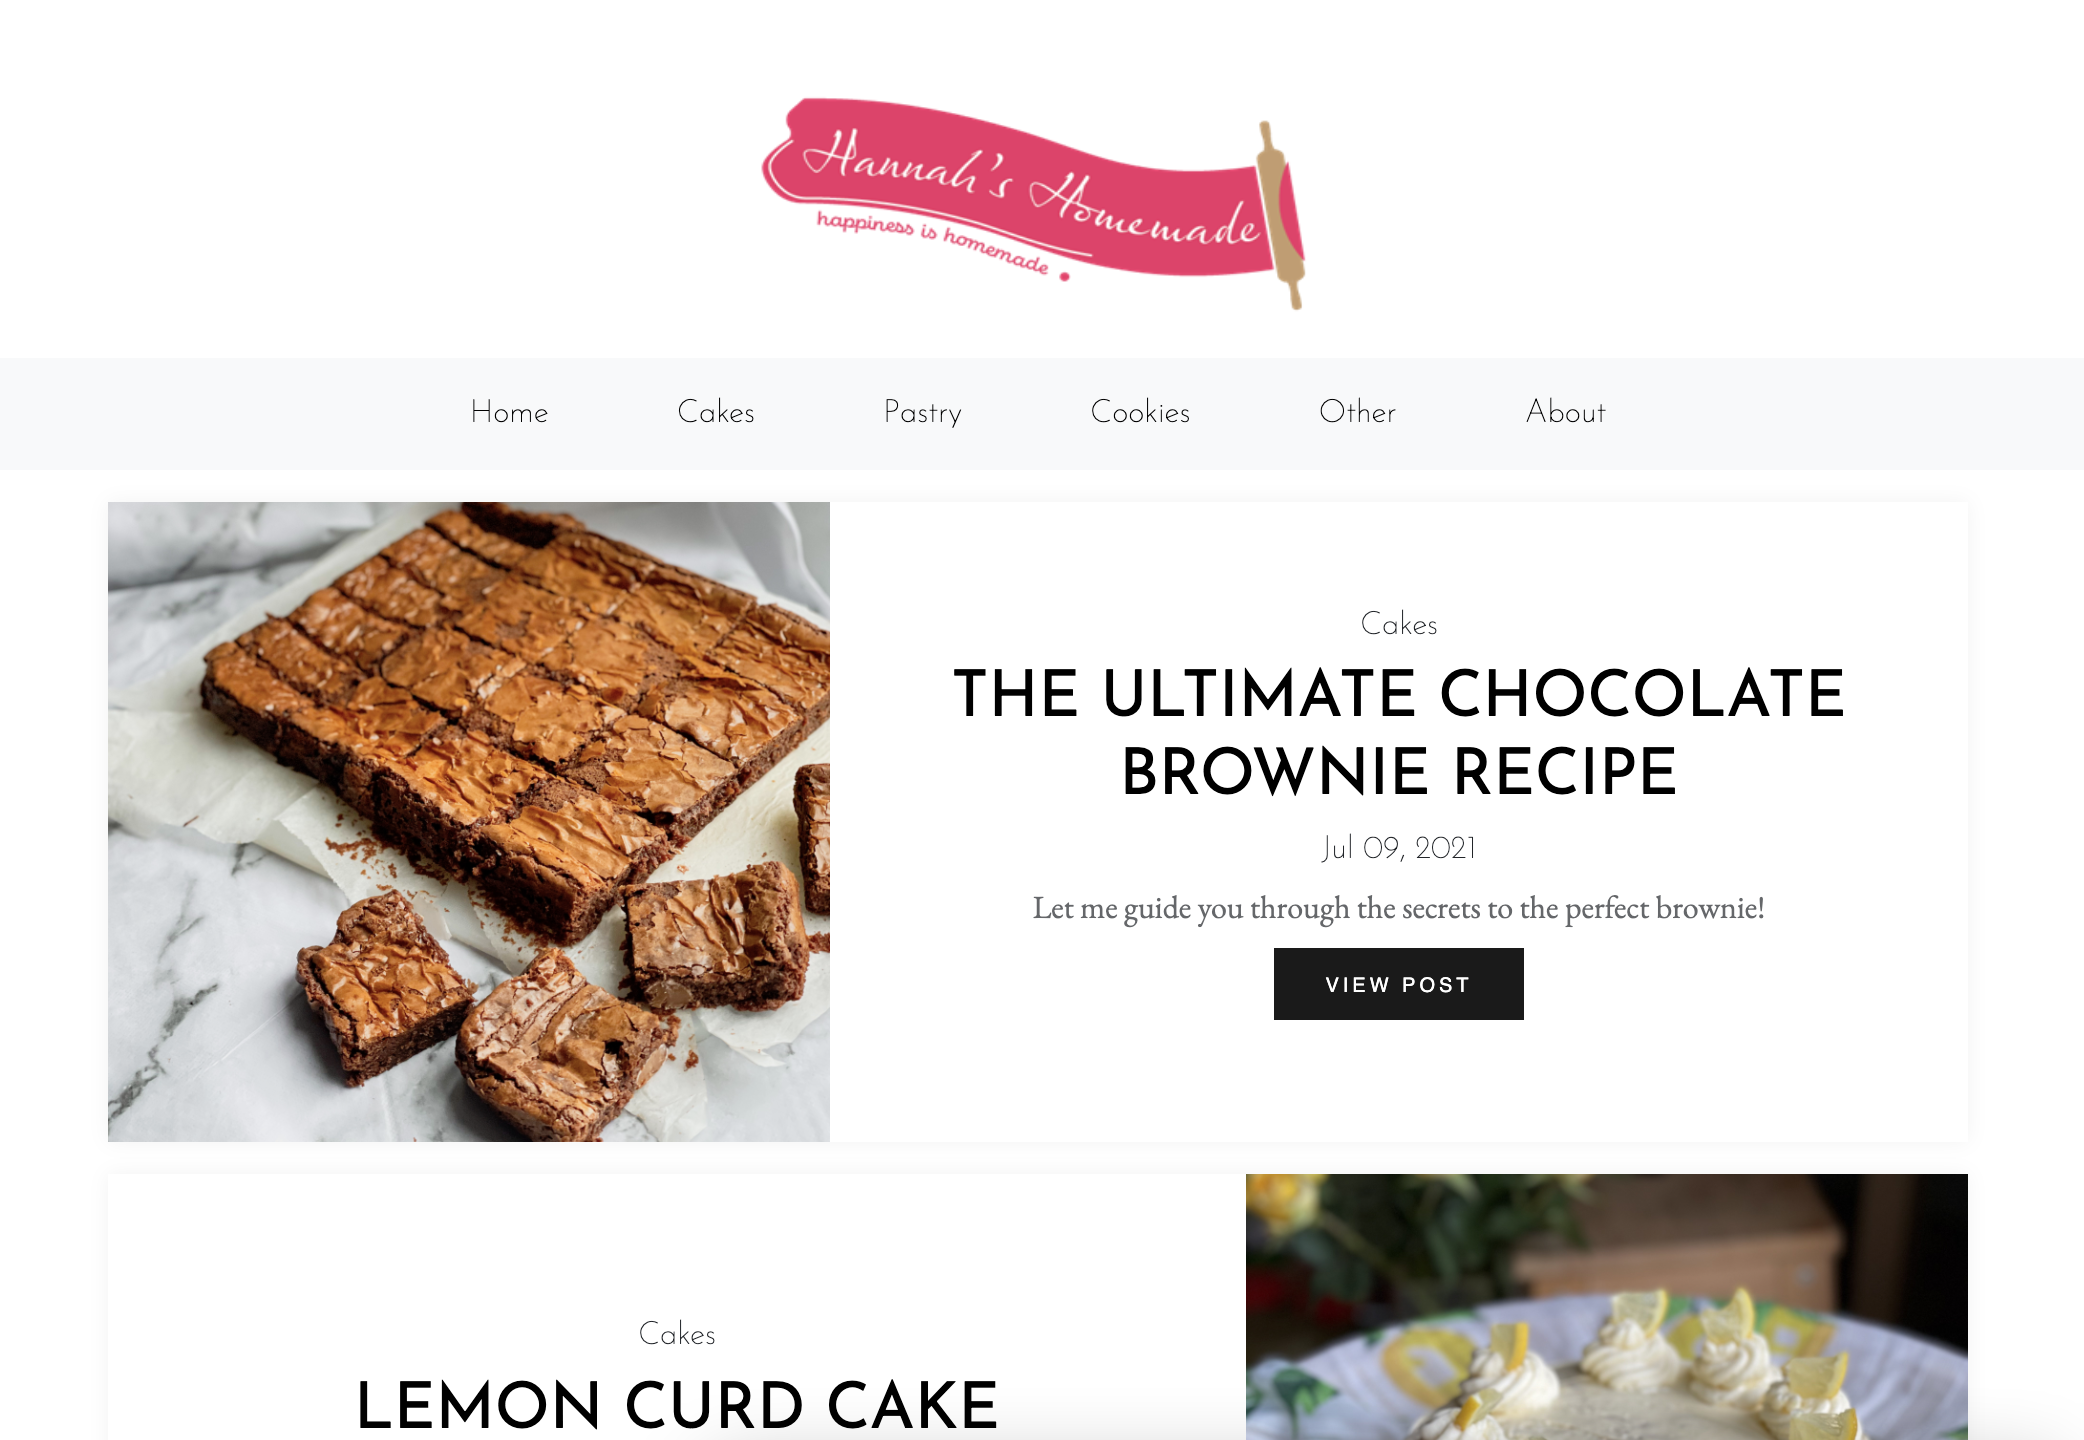 Hannah's Homemade
happiness is homemade
Home Cakes Pastry Cookies Other About
Cakes
THE ULTIMATE CHOCOLATE
BROWNIE RECIPE
Jul 09, 2021
Let me guide you through the secrets to the perfect brownie!
VIEW POST
Cakes
LEMON CURD CAKE